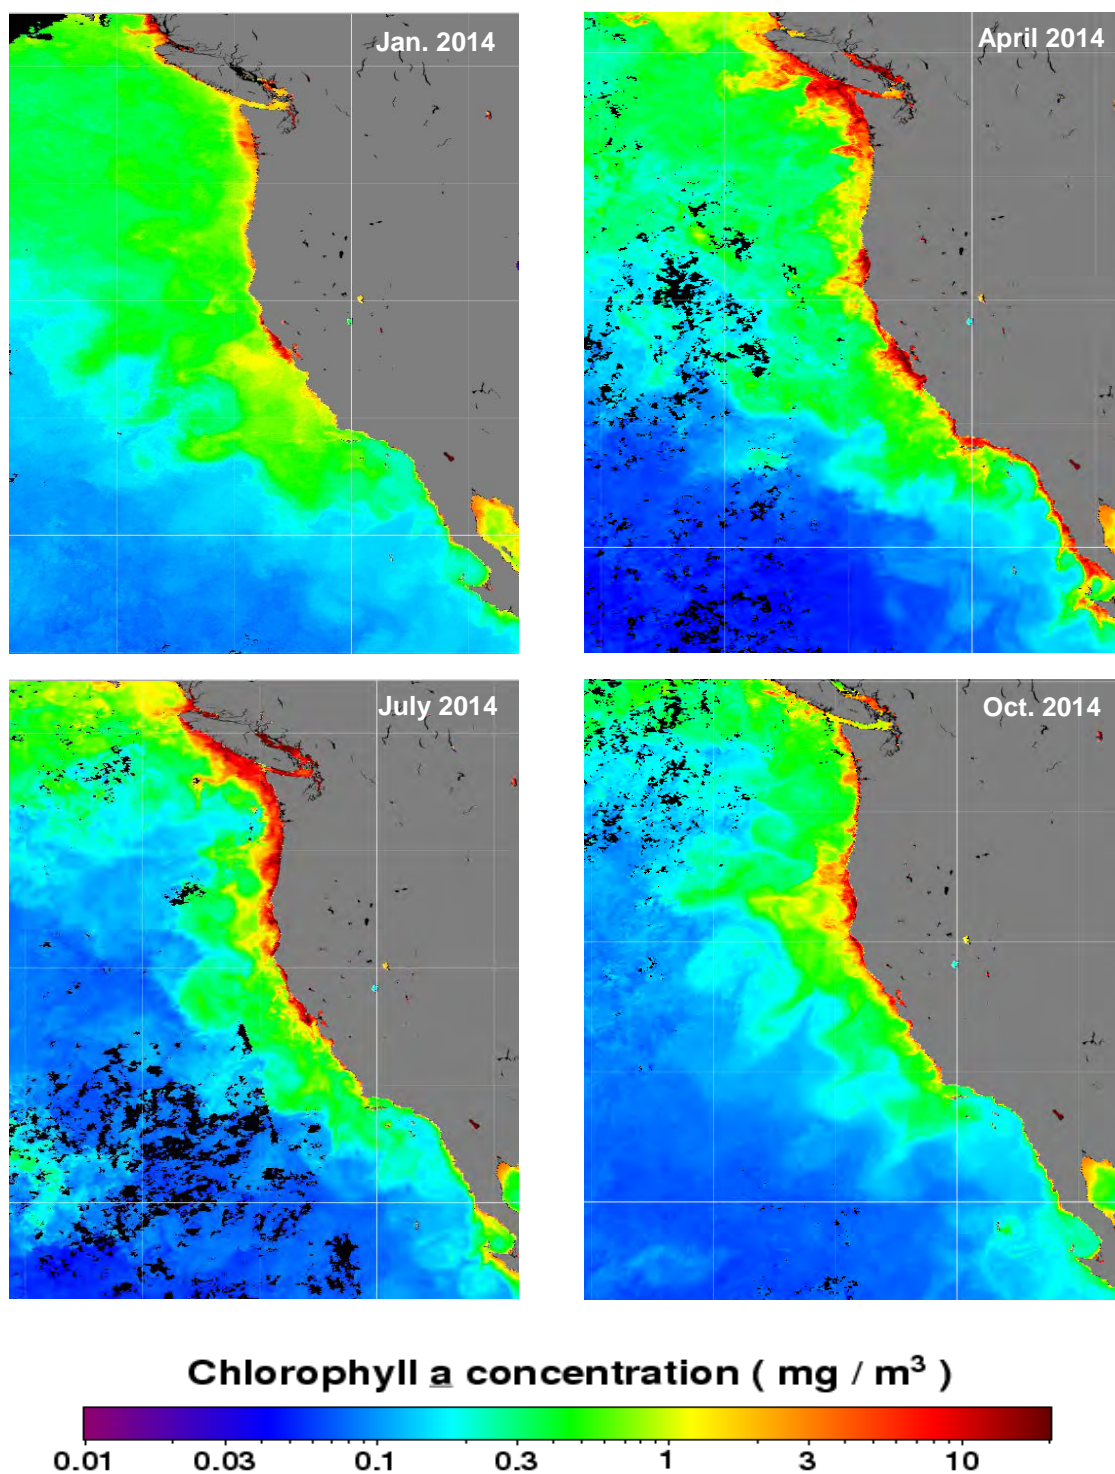 Jan. 2014
April 2014
July 2014
Oct. 2014
Chlorophyll a concentration ( mg / m³ )
0.01 0.03 0.1 0.3 1 3 10